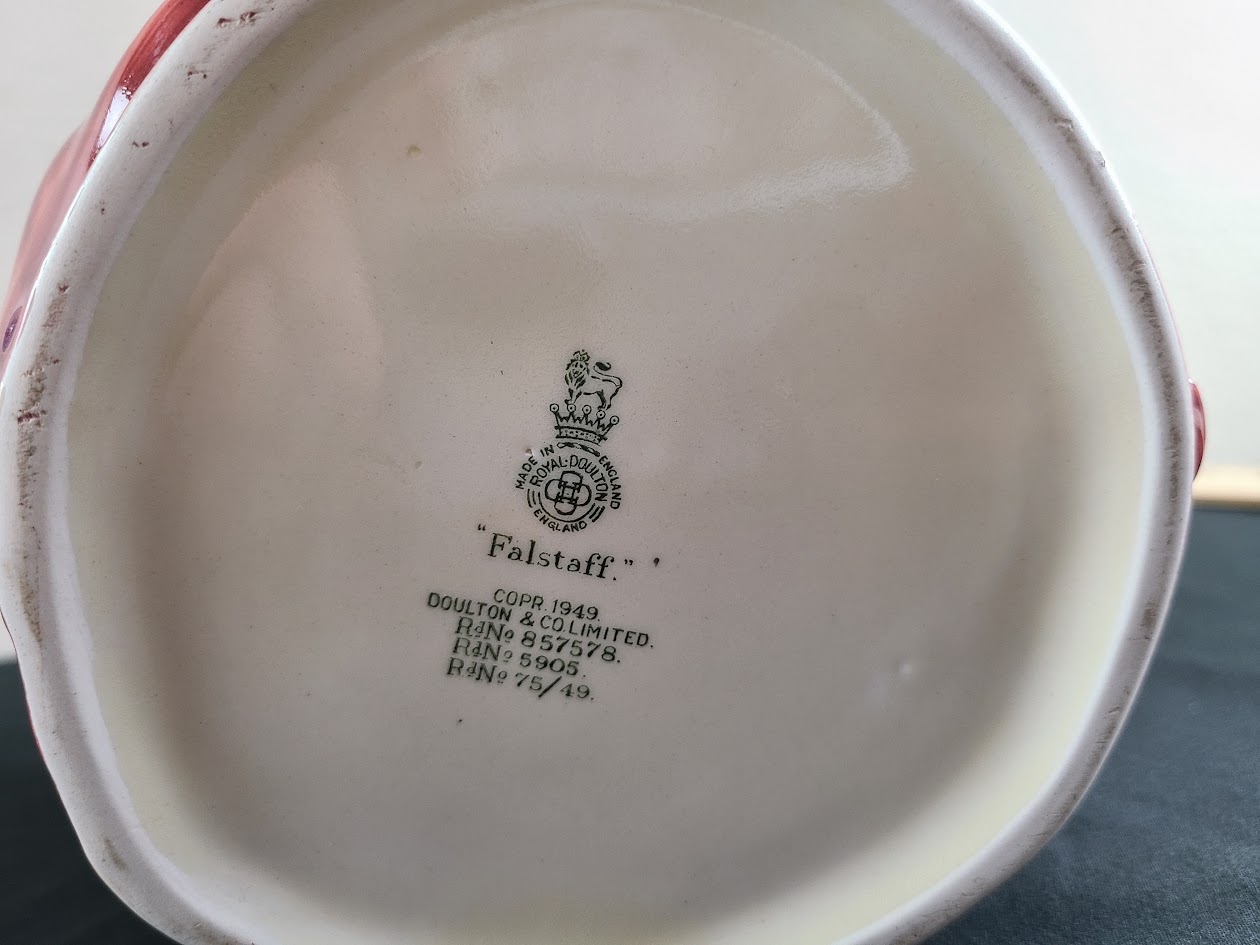 MADE IN ENGLAND
ROYAL·DOULTON
ENGLAND
"Falstaff."
COPR. 1949.
DOULTON & CO. LIMITED.
RdNo 857578.
RdNo 5905.
RdNo 75/49.